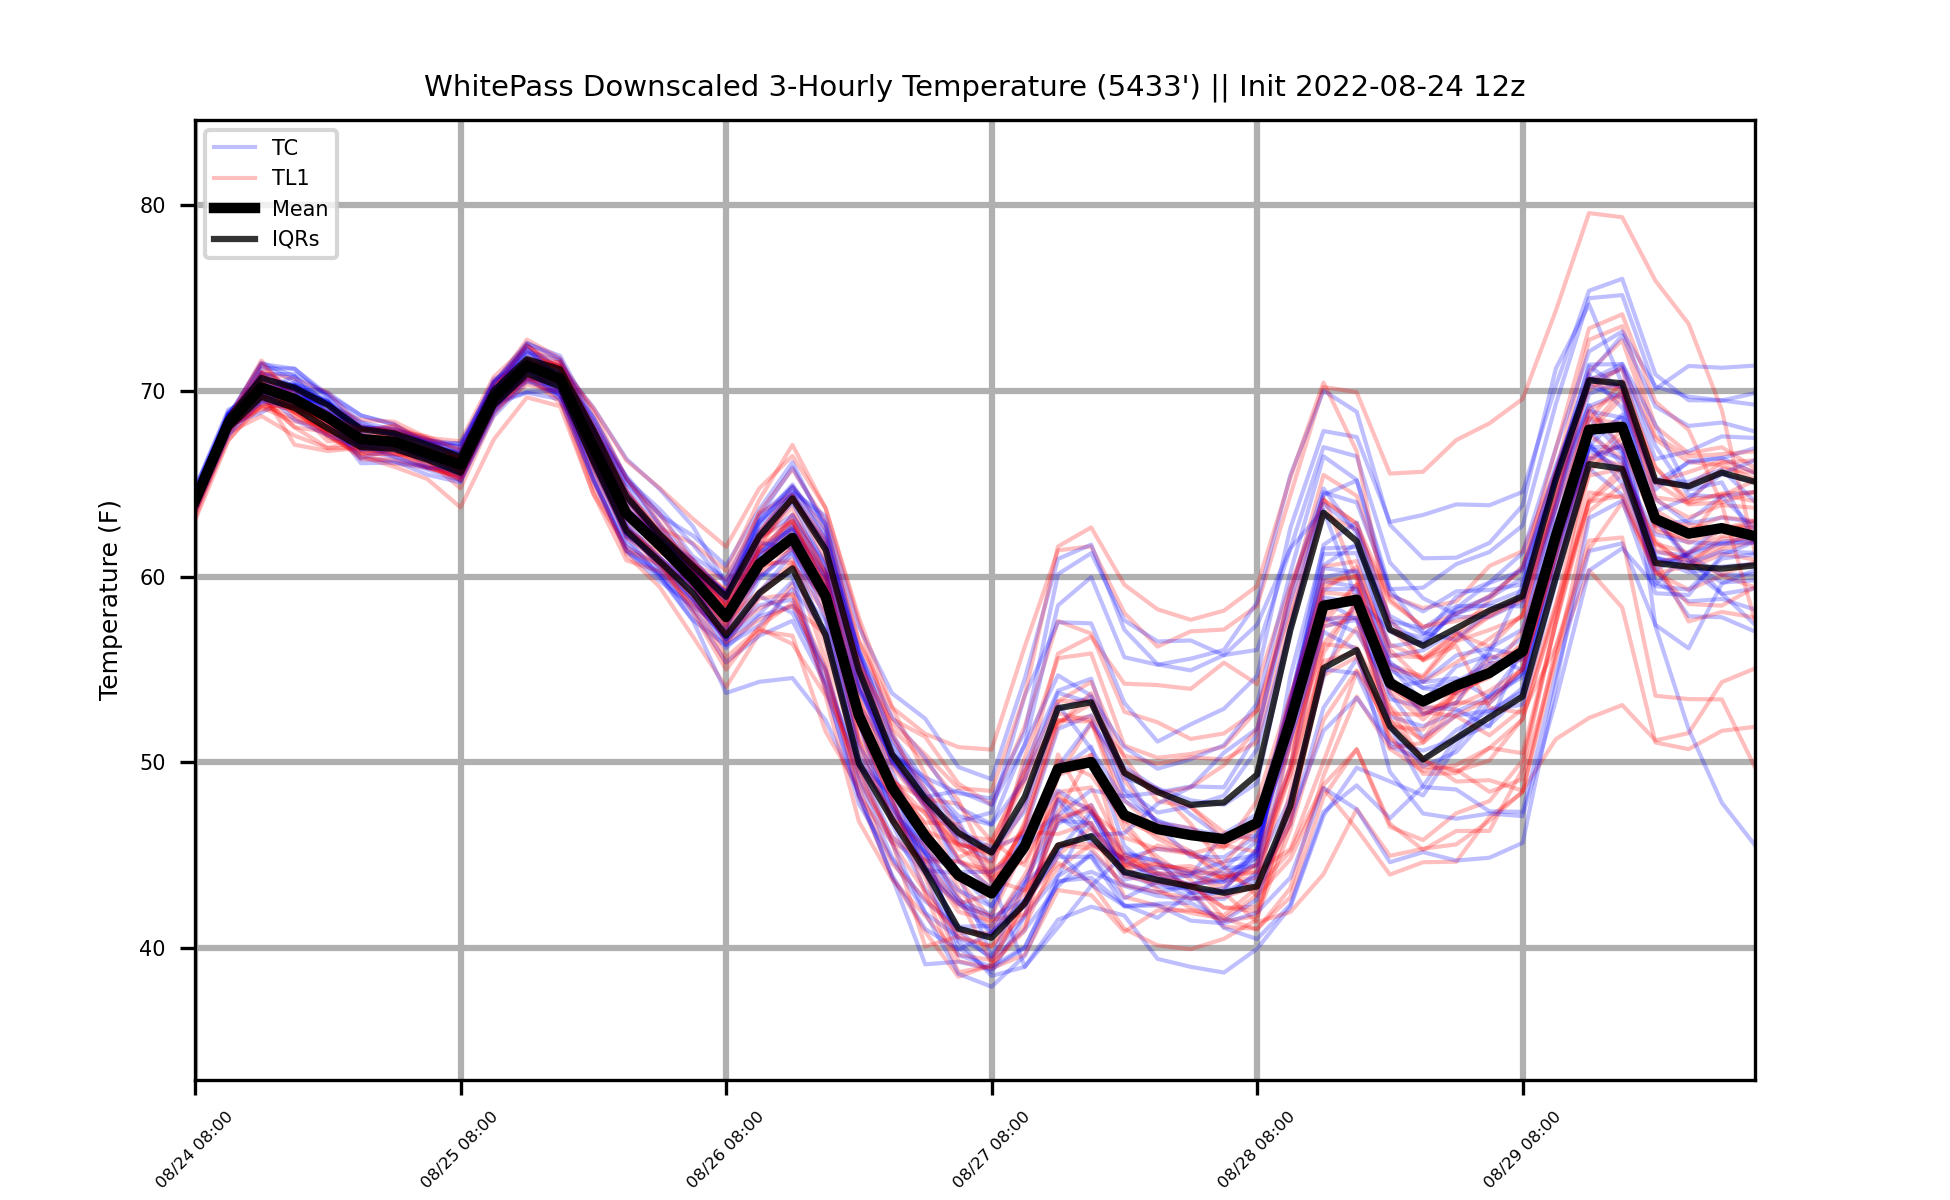 WhitePass Downscaled 3-Hourly Temperature (5433') || Init 2022-08-24 12z
TC
TL1
Mean
IQRs
Temperature (F)
80
70
60
50
40
08/24 08:00
08/25 08:00
08/26 08:00
08/27 08:00
08/28 08:00
08/29 08:00